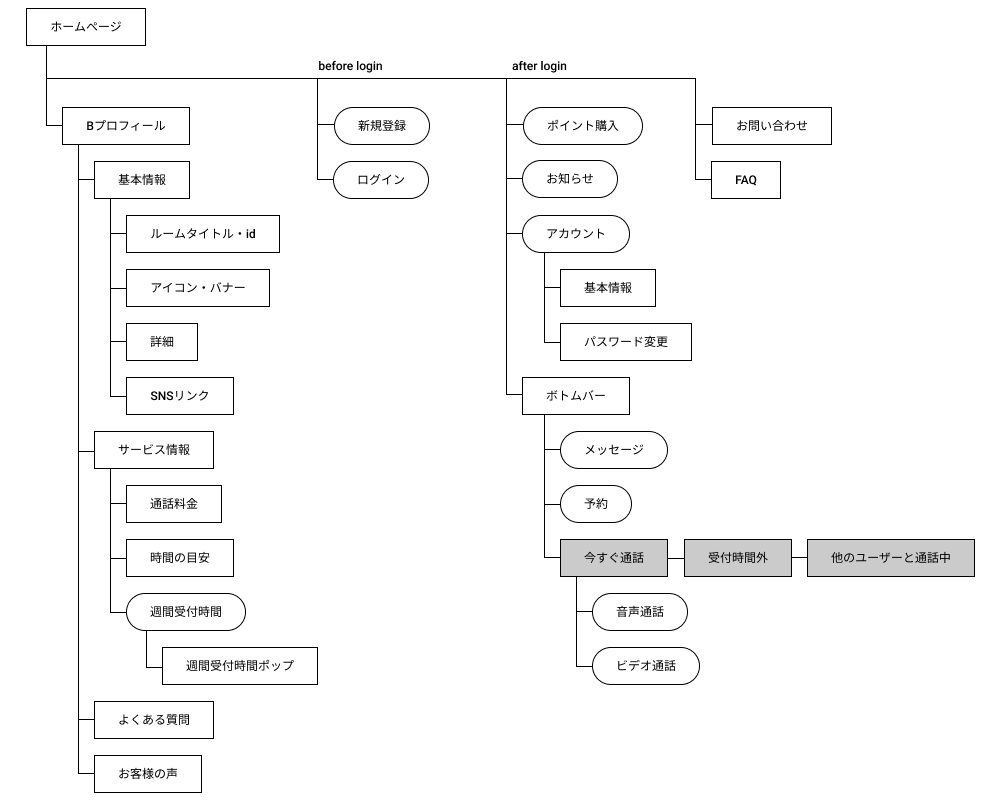 ホームページ
before login
after login
Bプロフィール
新規登録
ポイント購入
お問い合わせ
基本情報
ログイン
お知らせ
FAQ
ルームタイトル・id
アカウント
アイコン・バナー
基本情報
詳細
パスワード変更
SNSリンク
ボトムバー
サービス情報
メッセージ
通話料金
予約
時間の目安
今すぐ通話
受付時間外
他のユーザーと通話中
週間受付時間
音声通話
週間受付時間ポップ
ビデオ通話
よくある質問
お客様の声